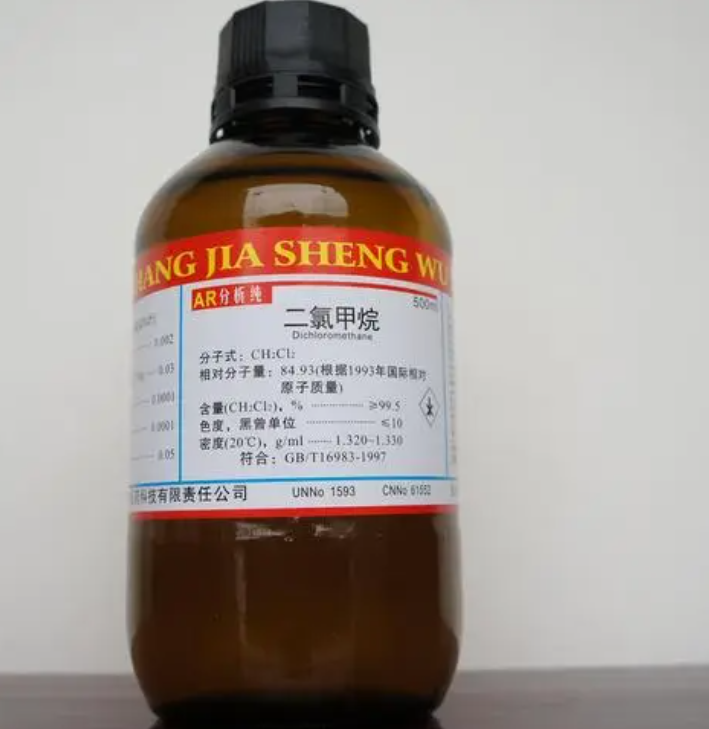 ANG JIA SHENG WU
AR分析纯
500ml
二氯甲烷
Dichloromethane
分子式：CH₂Cl₂
相对分子量：84.93(根据1993年国际相对
原子质量)
含量(CH₂Cl₂)，% ············ ≥99.5
色度，黑曾单位 ················ ≤10
密度(20℃)，g/ml ······ 1.320~1.330
符合：GB/T16983-1997
0.002
0.03
0.0001
0.0001
0.05
科技有限责任公司
UNNo 1593 CNNo 61552